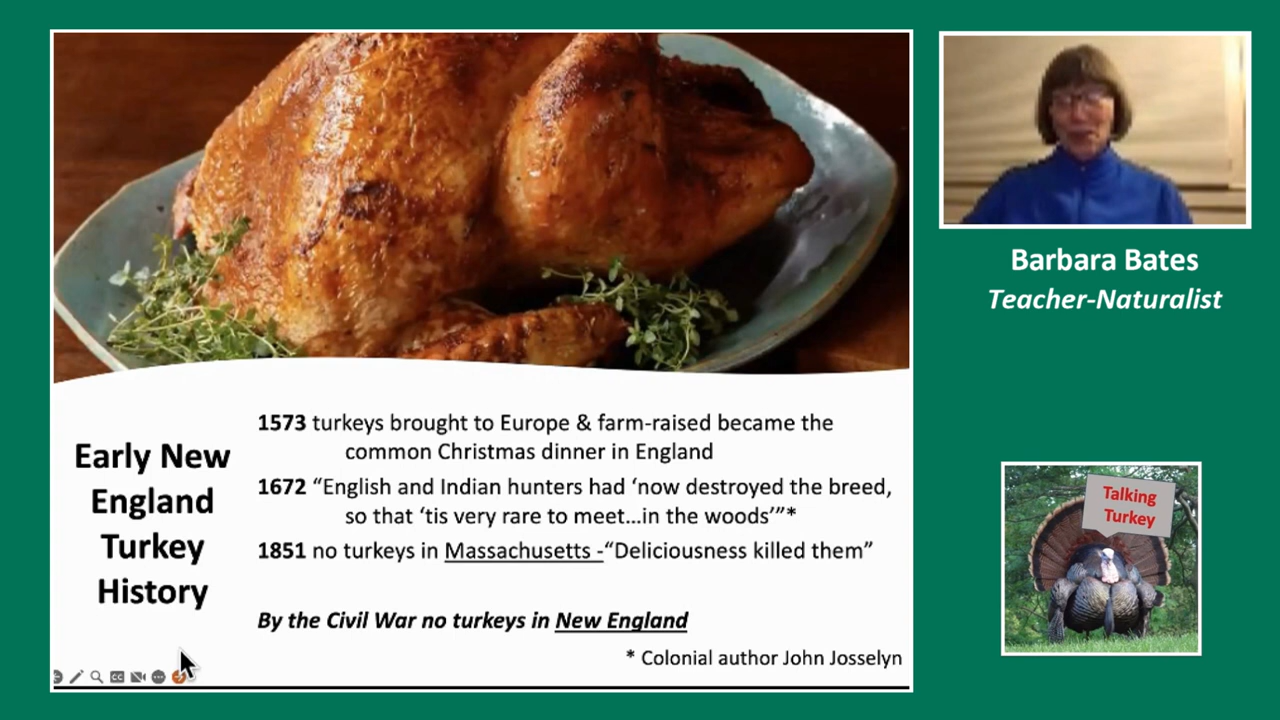 Early New
England
Turkey
History
1573 turkeys brought to Europe & farm-raised became the
common Christmas dinner in England
1672 “English and Indian hunters had ‘now destroyed the breed,
so that ‘tis very rare to meet...in the woods’”*
1851 no turkeys in Massachusetts -“Deliciousness killed them”
By the Civil War no turkeys in New England
* Colonial author John Josselyn
CC
Barbara Bates
Teacher-Naturalist
Talking
Turkey